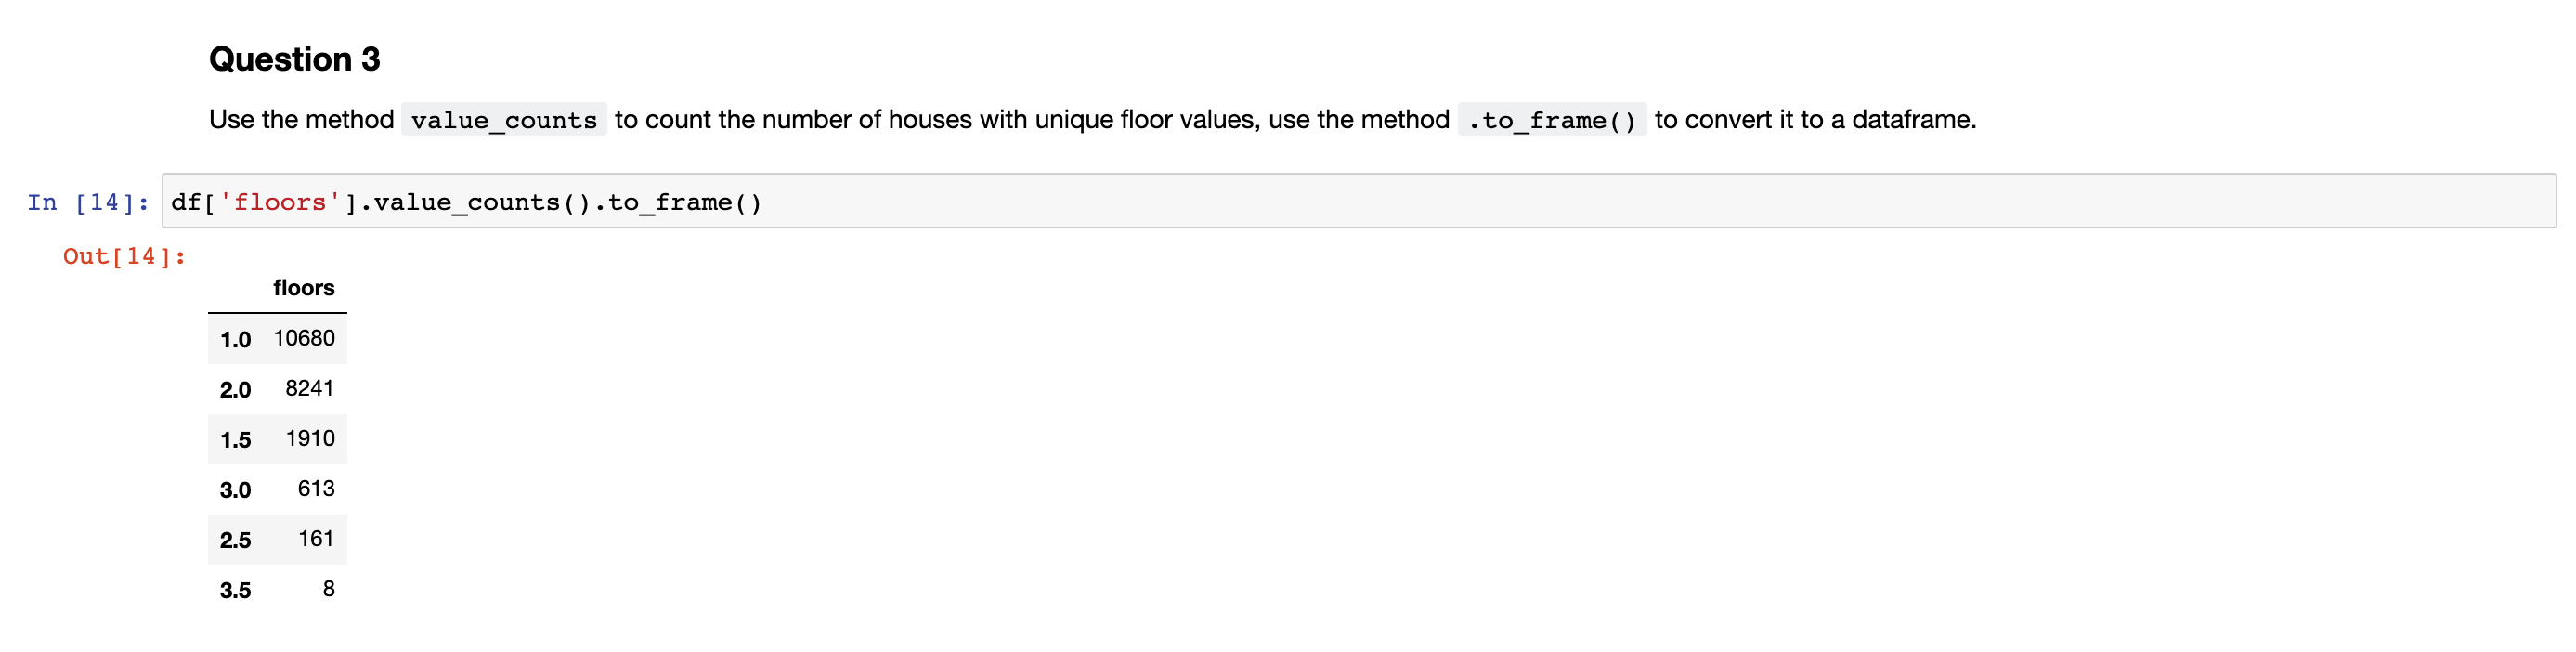 Question 3
Use the method value_counts to count the number of houses with unique floor values, use the method .to_frame() to convert it to a dataframe.
In [14]: df['floors'].value_counts().to_frame()
Out[14]:
floors
1.0 10680
2.0 8241
1.5 1910
3.0 613
2.5 161
3.5 8